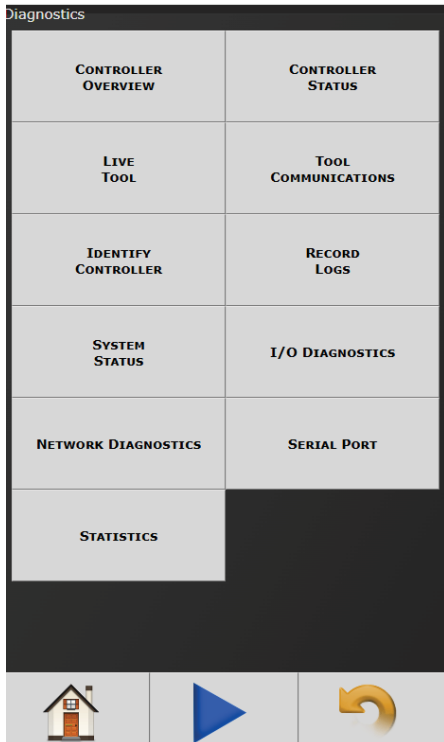 Diagnostics
CONTROLLER
OVERVIEW
CONTROLLER
STATUS
LIVE
TOOL
TOOL
COMMUNICATIONS
IDENTIFY
CONTROLLER
RECORD
LOGS
SYSTEM
STATUS
I/O DIAGNOSTICS
NETWORK DIAGNOSTICS
SERIAL PORT
STATISTICS